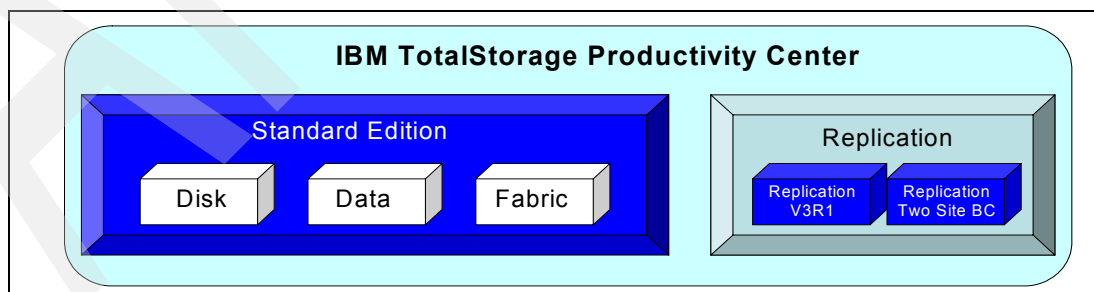 IBM TotalStorage Productivity Center
Standard Edition
Disk
Data
Fabric
Replication
Replication
V3R1
Replication
Two Site BC